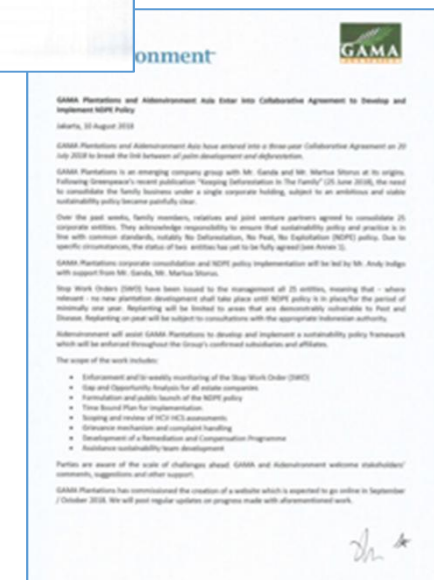 onment
GAMA
GAMA Plantations and Aidenvironment Asia Enter Into Collaborative Agreement to Develop and
Implement NDPE Policy
Jakarta, 10 August 2018
GAMA Plantations and Aidenvironment Asia have entered into a three-year Collaborative Agreement on 20
July 2018 to break the link between oil palm development and deforestation.
GAMA Plantations is an emerging company group with Mr. Ganda and Mr. Martua Sitorus at its origins.
Following Greenpeace's recent publication "Keeping Deforestation in The Family" (25 June 2018), the need
to consolidate the family business under a single corporate holding, subject to an ambitious and viable
sustainability policy became painfully clear.
Over the past weeks, family members, relatives and joint venture partners agreed to consolidate 25
corporate entities. They acknowledge responsibility to ensure that sustainability policy and practice is in
line with common standards, notably No Deforestation, No Peat, No Exploitation (NDPE) policy. Due to
specific circumstances, the status of two entities has yet to be fully agreed (see Annex 1).
GAMA Plantations corporate consolidation and NDPE policy implementation will be led by Mr. Andy Indigo
with support from Mr. Ganda, Mr. Martua Sitorus.
Stop Work Orders (SWO) have been issued to the management all 25 entities, meaning that – where
relevant - no new plantation development shall take place until NDPE policy is in place/for the period of
minimally one year. Replanting will be limited to areas that are demonstrably vulnerable to Pest and
Disease. Replanting on peat will be subject to consultations with the appropriate Indonesian authority.
Aidenvironment will assist GAMA Plantations to develop and implement a sustainability policy framework
which will be enforced throughout the Group's confirmed subsidiaries and affiliates.
The scope of the work includes:
• Enforcement and bi-weekly monitoring of the Stop Work Order (SWO)
• Gap and Opportunity Analysis for all estate companies
• Formulation and public launch of the NDPE policy
• Time Bound Plan for Implementation
• Scoping and review of HCV HCS assessments
• Grievance mechanism and complaint handling
• Development of a Remediation and Compensation Programme
• Assistance sustainability team development
Parties are aware of the scale of challenges ahead. GAMA and Aidenvironment welcome stakeholders'
comments, suggestions and other support.
GAMA Plantations has commissioned the creation of a website which is expected to go online in September
/ October 2018. We will post regular updates on progress made with aforementioned work.